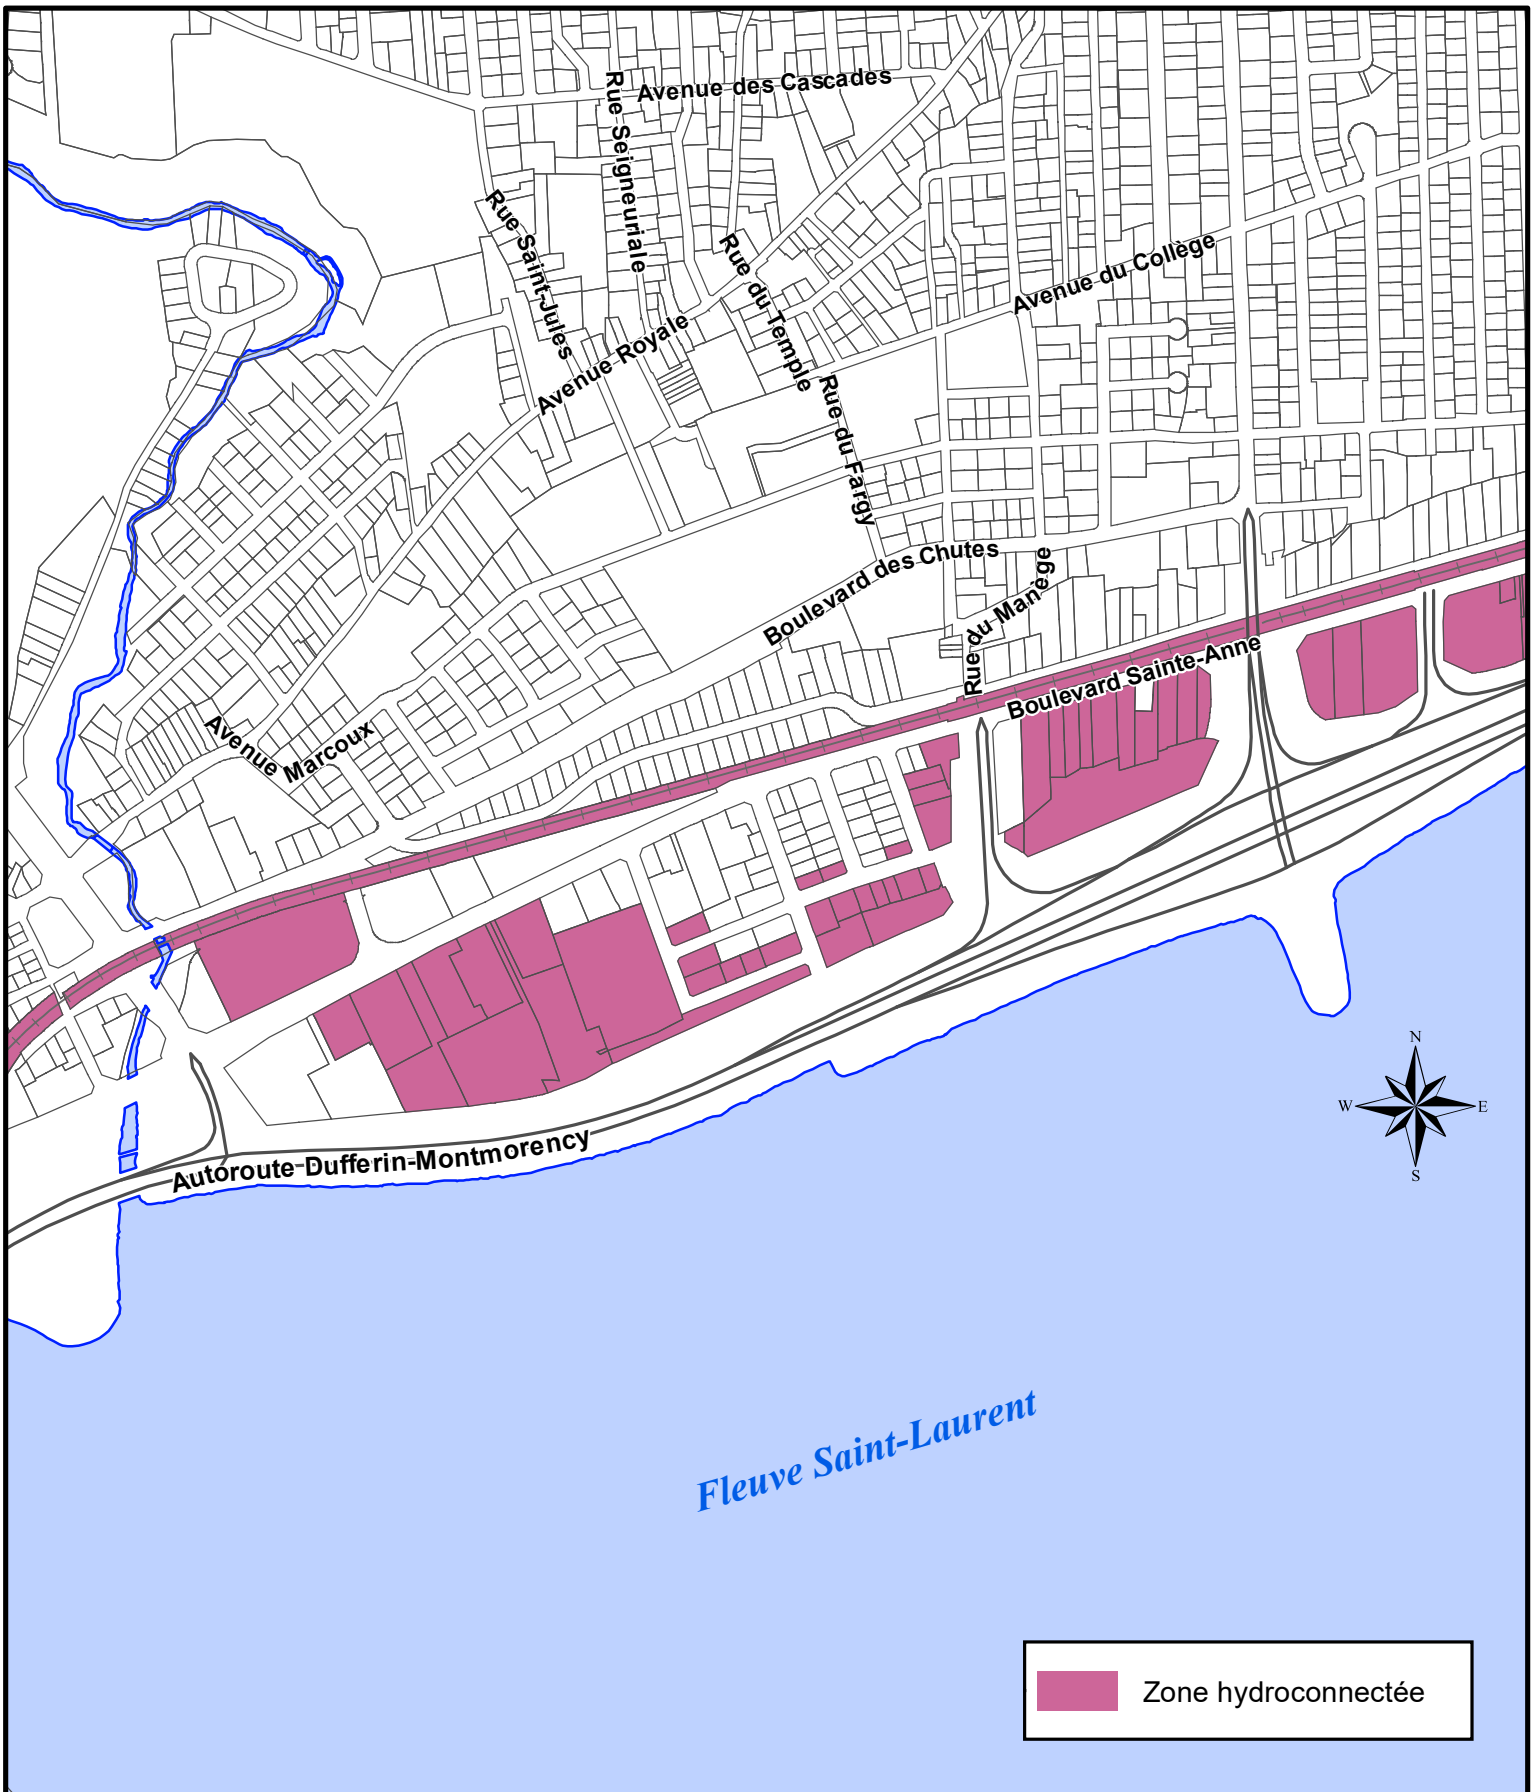 Avenue des Cascades
Rue Seigneuriale
Rue Saint-Jules
Rue du Temple
Avenue du Collège
Avenue Royale
Rue du Fargy
Boulevard des Chutes
Rue du Manège
Boulevard Sainte-Anne
Avenue Marcoux
Autoroute Dufferin-Montmorency
N
W
E
S
Fleuve Saint-Laurent
Zone hydroconnectée